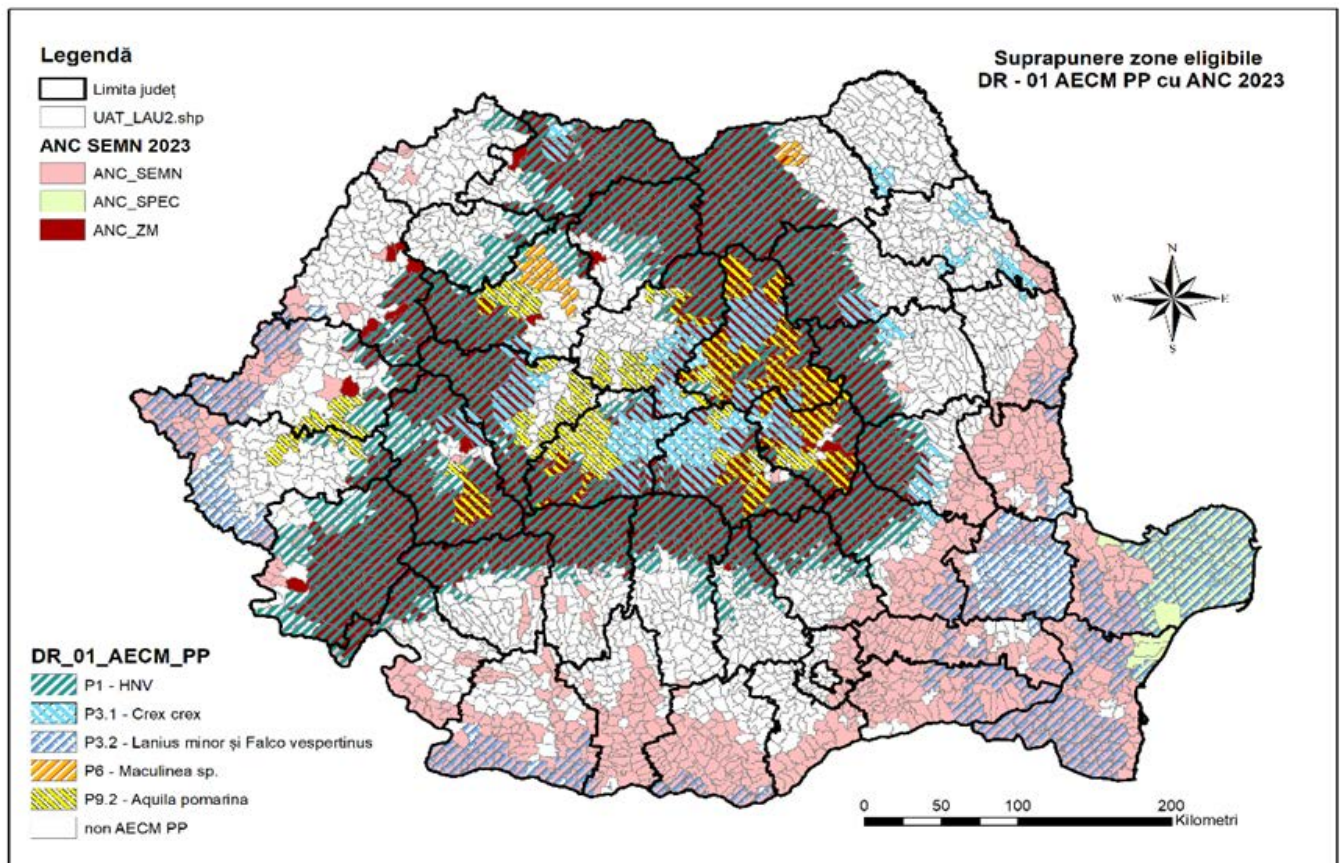 Legendă
Limita județ
UAT_LAU2.shp
ANC SEMN 2023
ANC_SEMN
ANC_SPEC
ANC_ZM
Suprapunere zone eligibile
DR - 01 AECM PP cu ANC 2023
N
W
E
S
DR_01_AECM_PP
P1 - HNV
P3.1 - Crex crex
P3.2 - Lanius minor și Falco vespertinus
P6 - Maculinea sp.
P9.2 - Aquila pomarina
non AECM PP
0 50 100 200
Kilometri